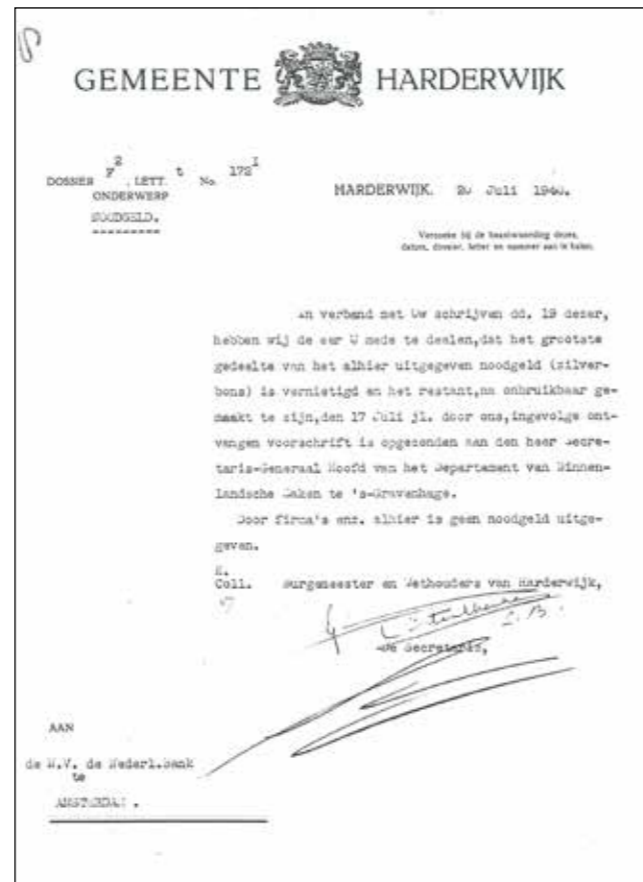 GEMEENTE HARDERWIJK
DOSSIER F2 LETT. t No. 172I
ONDERWERP
NOODGELD.
HARDERWIJK, 20 Juli 1940.
Verzoeke bij de beantwoording dezes,
datum, dossier, letter en nummer aan te halen.
In verband met Uw schrijven dd. 19 dezer,
hebben wij de eer U mede te deelen,dat het grootste
gedeelte van het alhier uitgegeven noodgeld (zilver-
bons) is vernietigd en het restant,na onbruikbaar ge-
maakt te zijn,den 17 Juli jl. door ons,ingevolge ont-
vangen voorschrift is opgezonden aan den heer Secre-
taris-Generaal Hoofd van het Departement van Binnen-
landsche Zaken te 's-Gravenhage.
Door firma's enz. alhier is geen noodgeld uitge-
geven.
Coll. Burgemeester en Wethouders van Harderwijk,
L.B.
De Secretaris,
AAN
de N.V. de Nederl.Bank
te
AMSTERDAM.